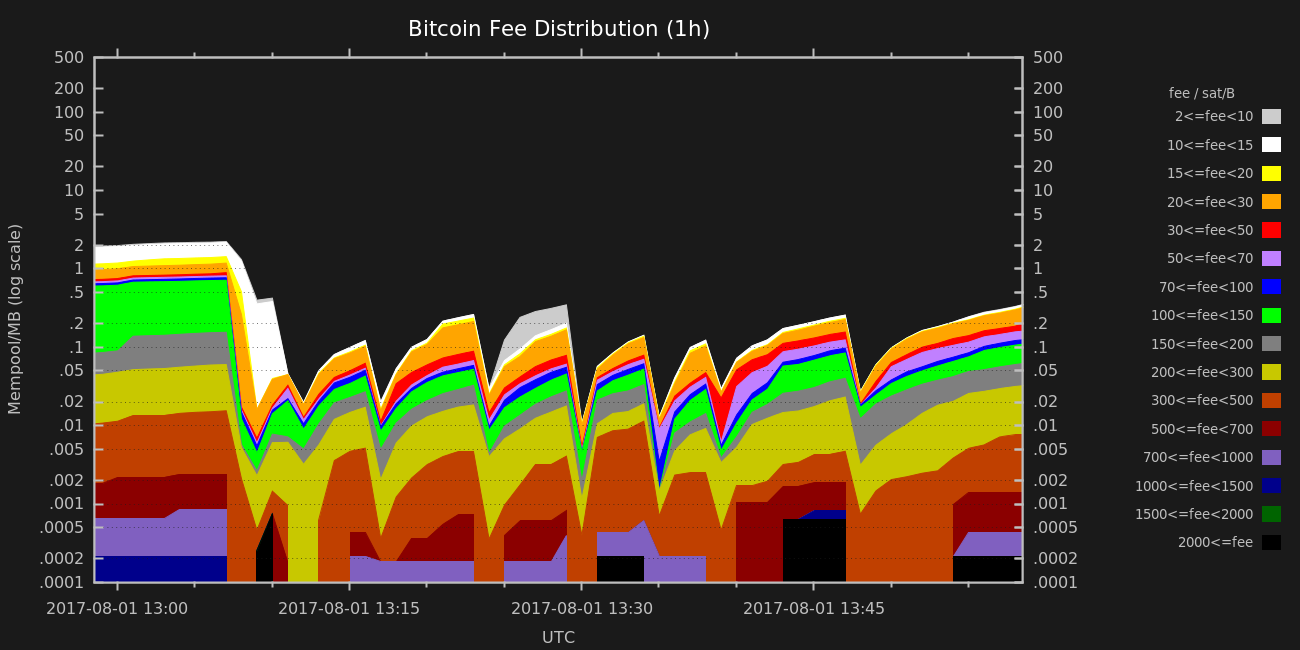 Bitcoin Fee Distribution (1h)
500
200
100
50
20
10
5
2
1
.5
.2
.1
.05
.02
.01
.005
.002
.001
.0005
.0002
.0001
Mempool/MB (log scale)
500
200
100
50
20
10
5
2
1
.5
.2
.1
.05
.02
.01
.005
.002
.001
.0005
.0002
.0001
fee / sat/B
2<=fee<10
10<=fee<15
15<=fee<20
20<=fee<30
30<=fee<50
50<=fee<70
70<=fee<100
100<=fee<150
150<=fee<200
200<=fee<300
300<=fee<500
500<=fee<700
700<=fee<1000
1000<=fee<1500
1500<=fee<2000
2000<=fee
2017-08-01 13:00 2017-08-01 13:15 2017-08-01 13:30 2017-08-01 13:45
UTC